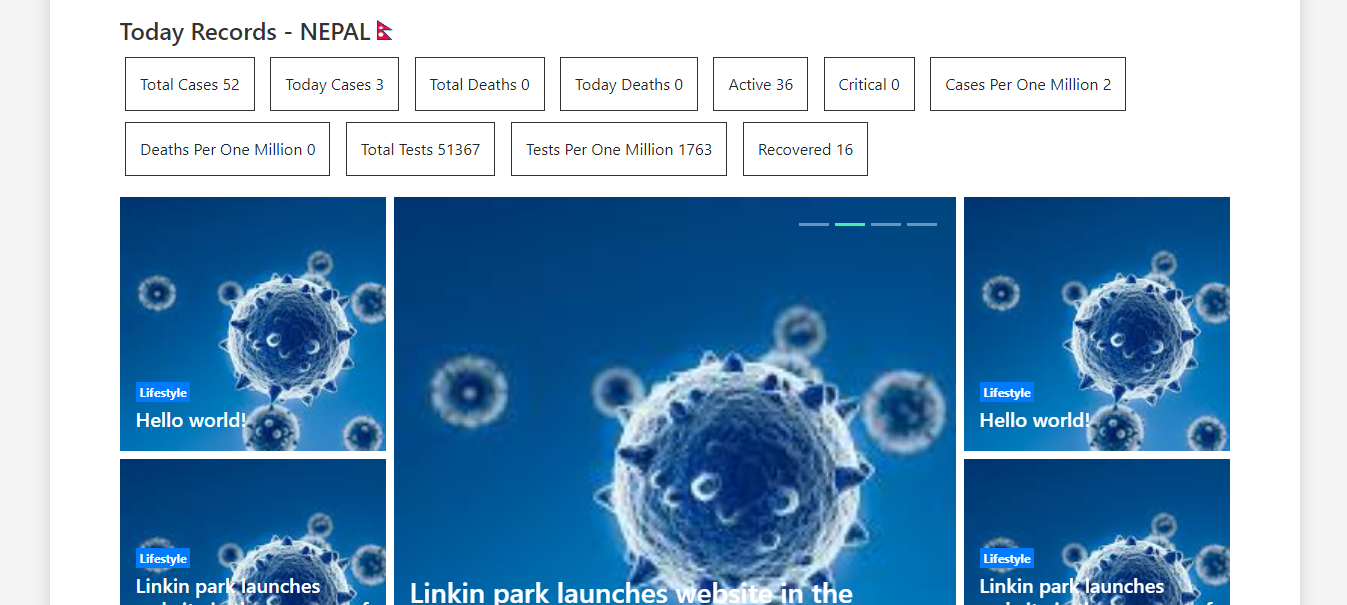 Today Records - NEPAL
Total Cases 52
Today Cases 3
Total Deaths 0
Today Deaths 0
Active 36
Critical 0
Cases Per One Million 2
Deaths Per One Million 0
Total Tests 51367
Tests Per One Million 1763
Recovered 16
Lifestyle
Hello world!
Lifestyle
Linkin park launches
Linkin park launches website in the
Lifestyle
Hello world!
Lifestyle
Linkin park launches